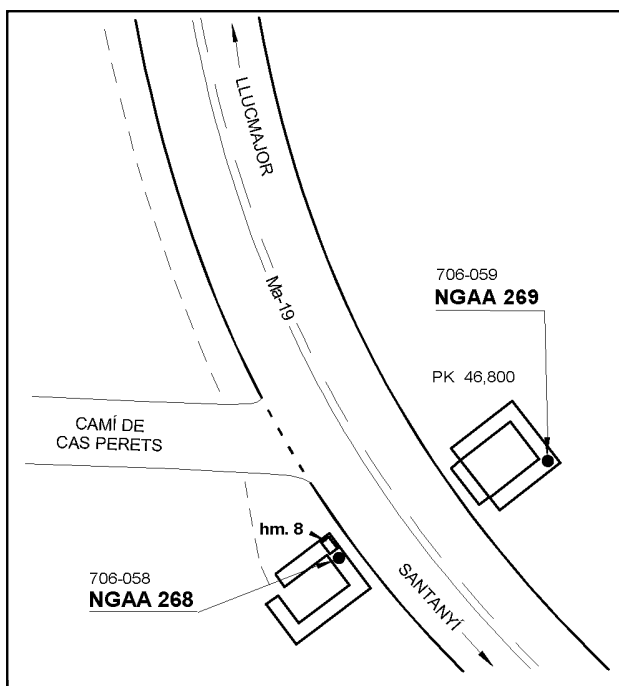 LLUCMAJOR
Ma-19
706-059
NGAA 269
PK 46,800
CAMÍ DE
CAS PERETS
hm. 8
706-058
NGAA 268
SANTANYÍ